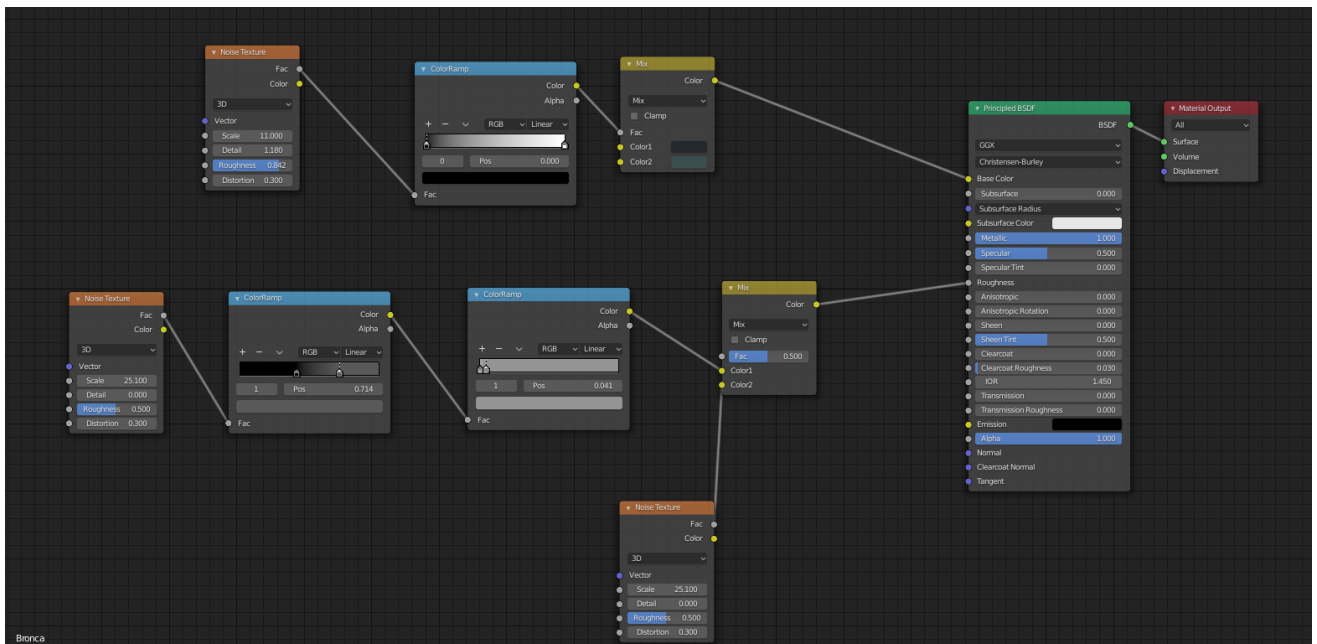 Noise Texture
Fac
Color
3D
Vector
Scale 11.000
Detail 1.180
Roughness 0.842
Distortion 0.300
ColorRamp
Color
Alpha
+ − RGB Linear
0 Pos 0.000
Fac
Mix
Color
Mix
Clamp
Fac
Color1
Color2
Principled BSDF
BSDF
GGX
Christensen-Burley
Base Color
Subsurface 0.000
Subsurface Radius
Subsurface Color
Metallic 1.000
Specular 0.500
Specular Tint 0.000
Roughness
Anisotropic 0.000
Anisotropic Rotation 0.000
Sheen 0.000
Sheen Tint 0.500
Clearcoat 0.000
Clearcoat Roughness 0.030
IOR 1.450
Transmission 0.000
Transmission Roughness 0.000
Emission
Alpha 1.000
Normal
Clearcoat Normal
Tangent
Material Output
All
Surface
Volume
Displacement
Noise Texture
Fac
Color
3D
Vector
Scale 25.100
Detail 0.000
Roughness 0.500
Distortion 0.300
ColorRamp
Color
Alpha
+ − RGB Linear
1 Pos 0.714
Fac
ColorRamp
Color
Alpha
+ − RGB Linear
1 Pos 0.041
Fac
Mix
Color
Mix
Clamp
Fac 0.500
Color1
Color2
Noise Texture
Fac
Color
3D
Vector
Scale 25.100
Detail 0.000
Roughness 0.500
Distortion 0.300
Bronca